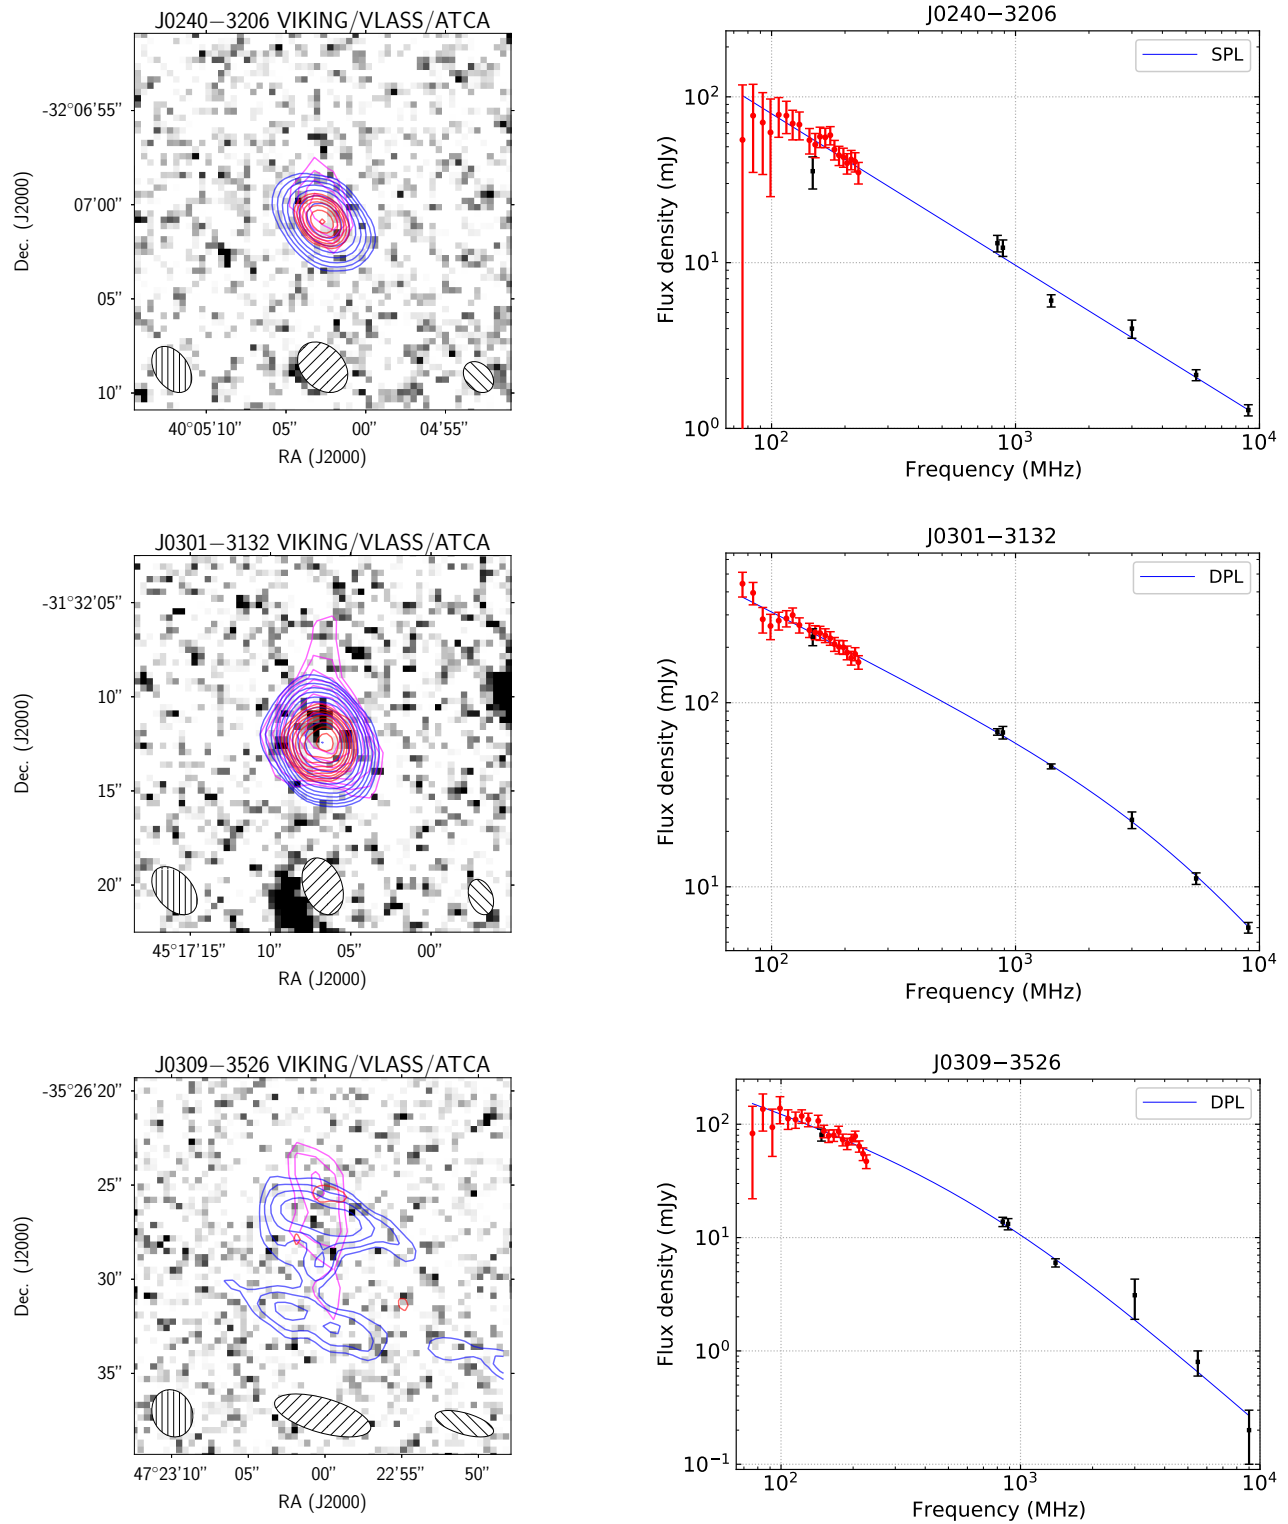 J0240−3206 VIKING/VLASS/ATCA
-32°06'55"
07'00"
05"
10"
Dec. (J2000)
40°05'10" 05" 00" 04'55"
RA (J2000)
J0240−3206
SPL
10² 10¹ 10⁰
Flux density (mJy)
10² 10³ 10⁴
Frequency (MHz)
J0301−3132 VIKING/VLASS/ATCA
-31°32'05"
10"
15"
20"
Dec. (J2000)
45°17'15" 10" 05" 00"
RA (J2000)
J0301−3132
DPL
10² 10¹
Flux density (mJy)
10² 10³ 10⁴
Frequency (MHz)
J0309−3526 VIKING/VLASS/ATCA
-35°26'20"
25"
30"
35"
Dec. (J2000)
47°23'10" 05" 00" 22'55" 50"
RA (J2000)
J0309−3526
DPL
10² 10¹ 10⁰ 10⁻¹
Flux density (mJy)
10² 10³ 10⁴
Frequency (MHz)